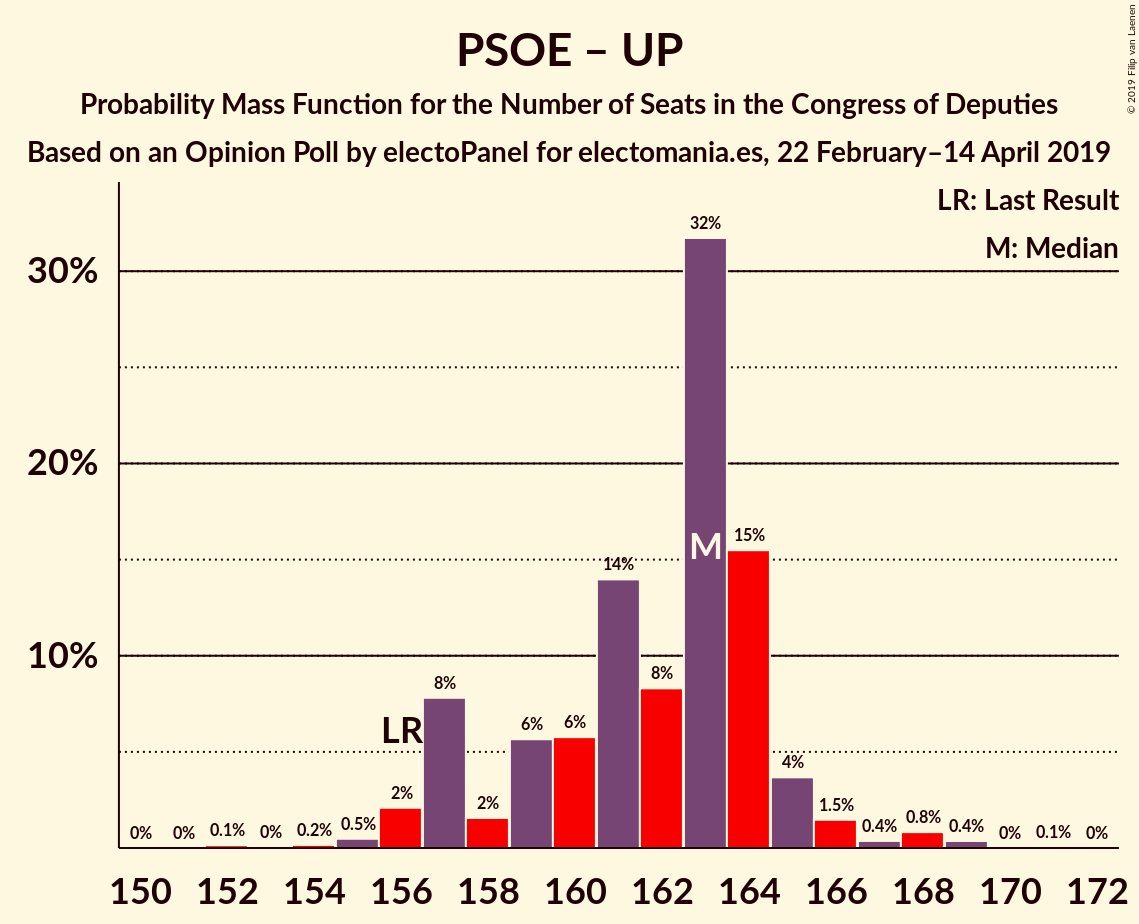 PSOE – UP
Probability Mass Function for the Number of Seats in the Congress of Deputies
Based on an Opinion Poll by electoPanel for electomania.es, 22 February–14 April 2019
© 2019 Filip van Laenen
LR: Last Result
M: Median
30%
20%
10%
0%
0%
0.1%
0%
0.2%
0.5%
2%
8%
2%
6%
6%
14%
8%
32%
15%
4%
1.5%
0.4%
0.8%
0.4%
0%
0.1%
0%
LR
M
150 152 154 156 158 160 162 164 166 168 170 172